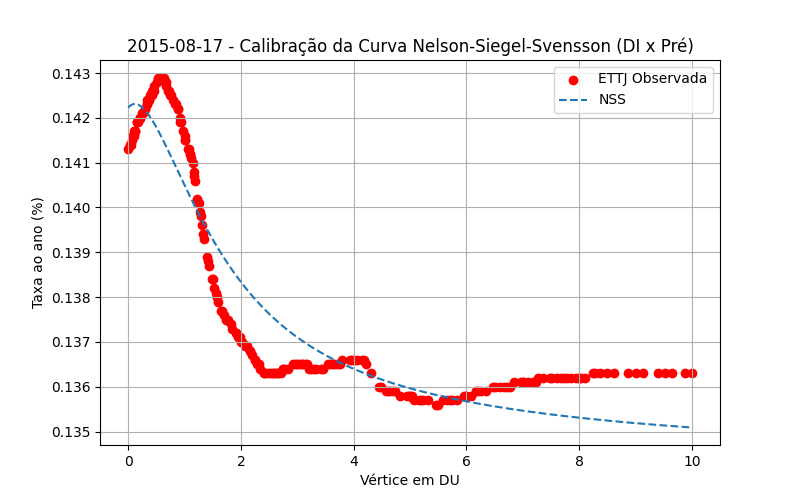 2015-08-17 - Calibração da Curva Nelson-Siegel-Svensson (DI x Pré)
ETTJ Observada
NSS
Taxa ao ano (%)
0.143
0.142
0.141
0.140
0.139
0.138
0.137
0.136
0.135
0 2 4 6 8 10
Vértice em DU